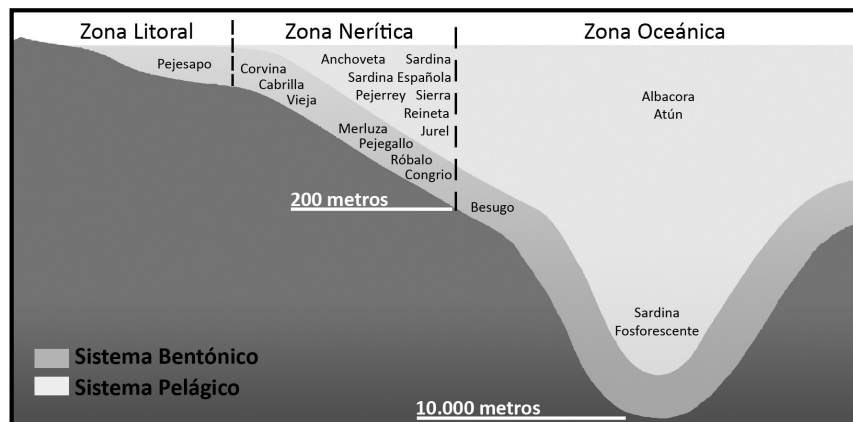 Zona Litoral
Zona Nerítica
Zona Oceánica
Pejesapo
Corvina
Cabrilla
Vieja
Anchoveta Sardina
Sardina Española
Pejerrey Sierra
Reineta
Jurel
Merluza
Pejegallo
Róbalo
Congrio
200 metros
Besugo
Albacora
Atún
Sardina
Fosforescente
Sistema Bentónico
Sistema Pelágico
10.000 metros